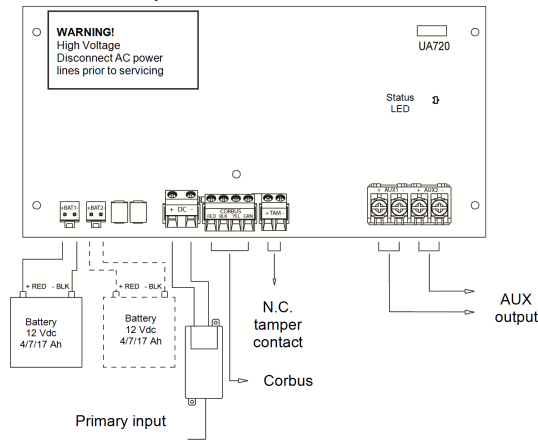 WARNING!
High Voltage
Disconnect AC power
lines prior to servicing
UA720
Status
LED
+BAT1-
+BAT2-
+ DC -
CORBUS
RED BLK YEL GRN
+ TAM -
+ AUX1 - + AUX2 -
+ RED - BLK
+ RED - BLK
Battery
12 Vdc
4/7/17 Ah
Battery
12 Vdc
4/7/17 Ah
N.C.
tamper
contact
AUX
output
Corbus
Primary input